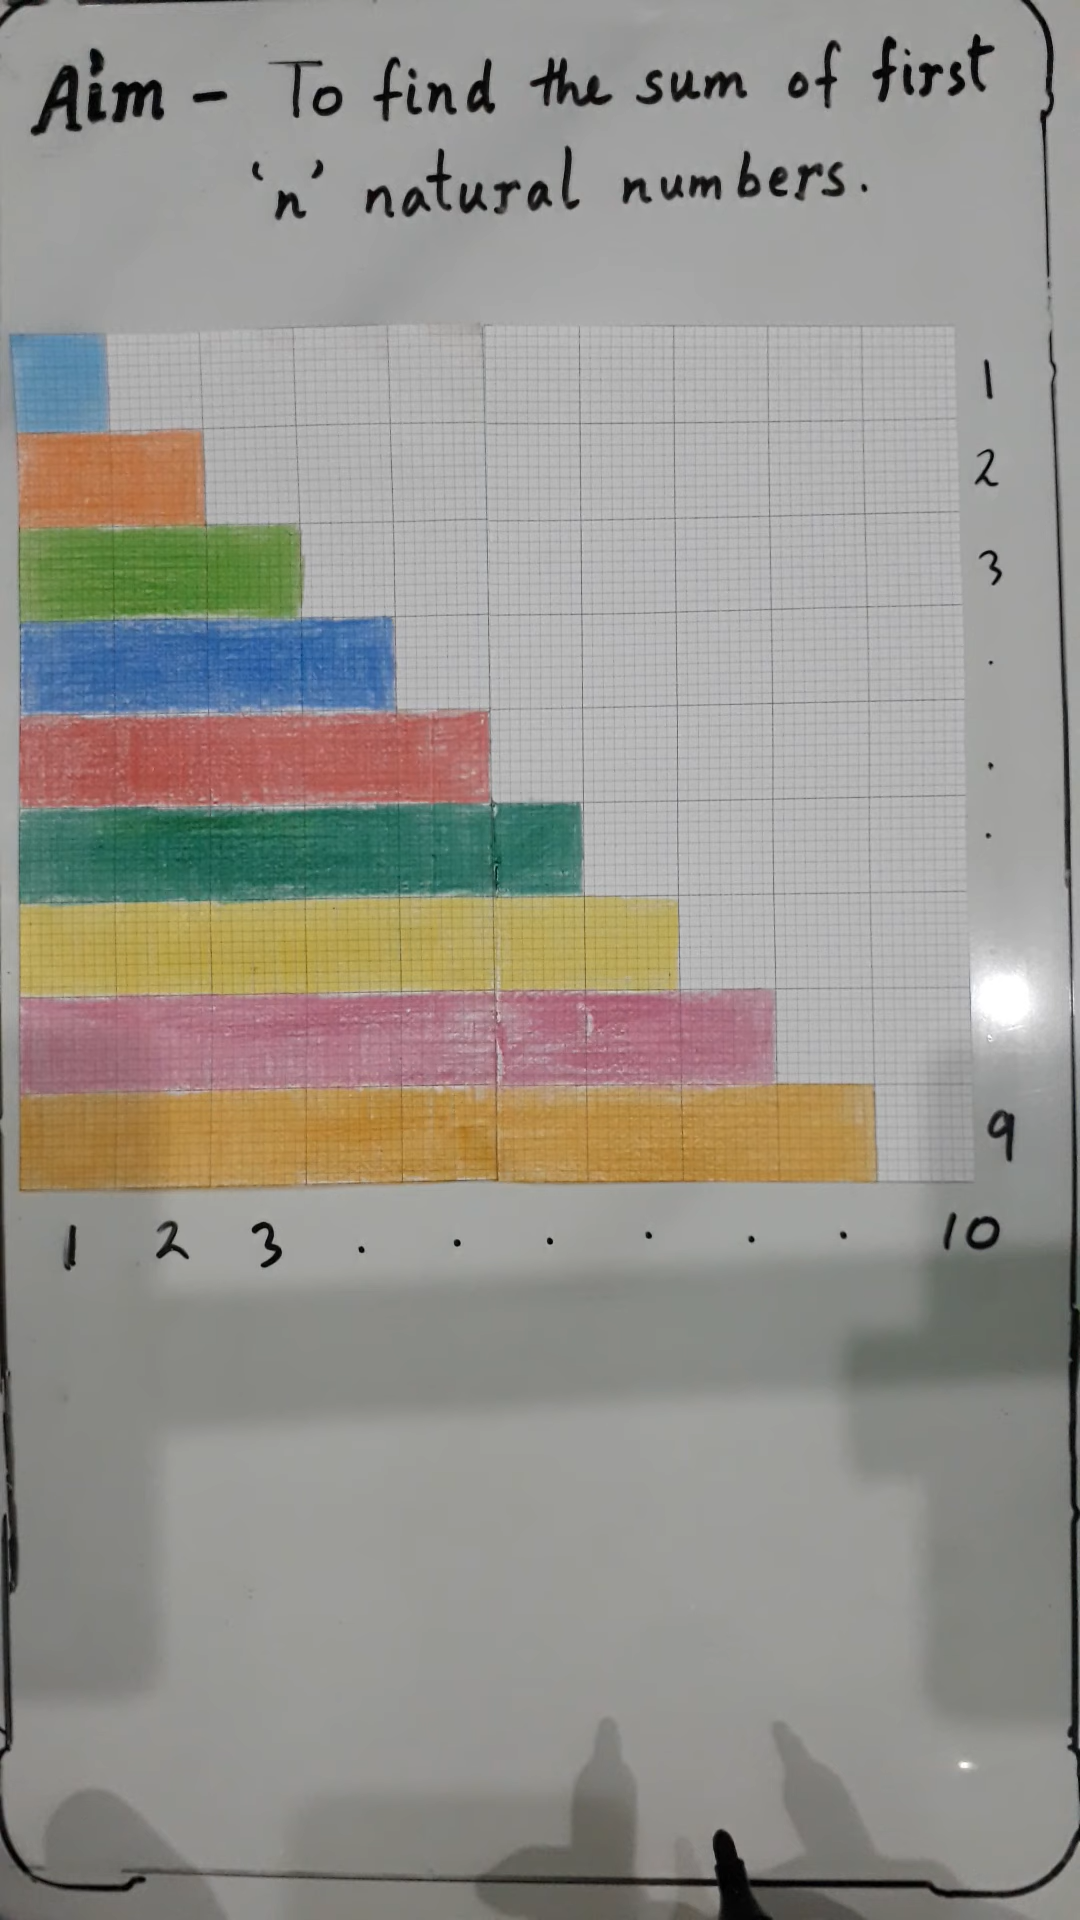 Aim - To find the sum of first
'n' natural numbers.
1
2
3
.
.
.
9
1 2 3 . . . . . . 10